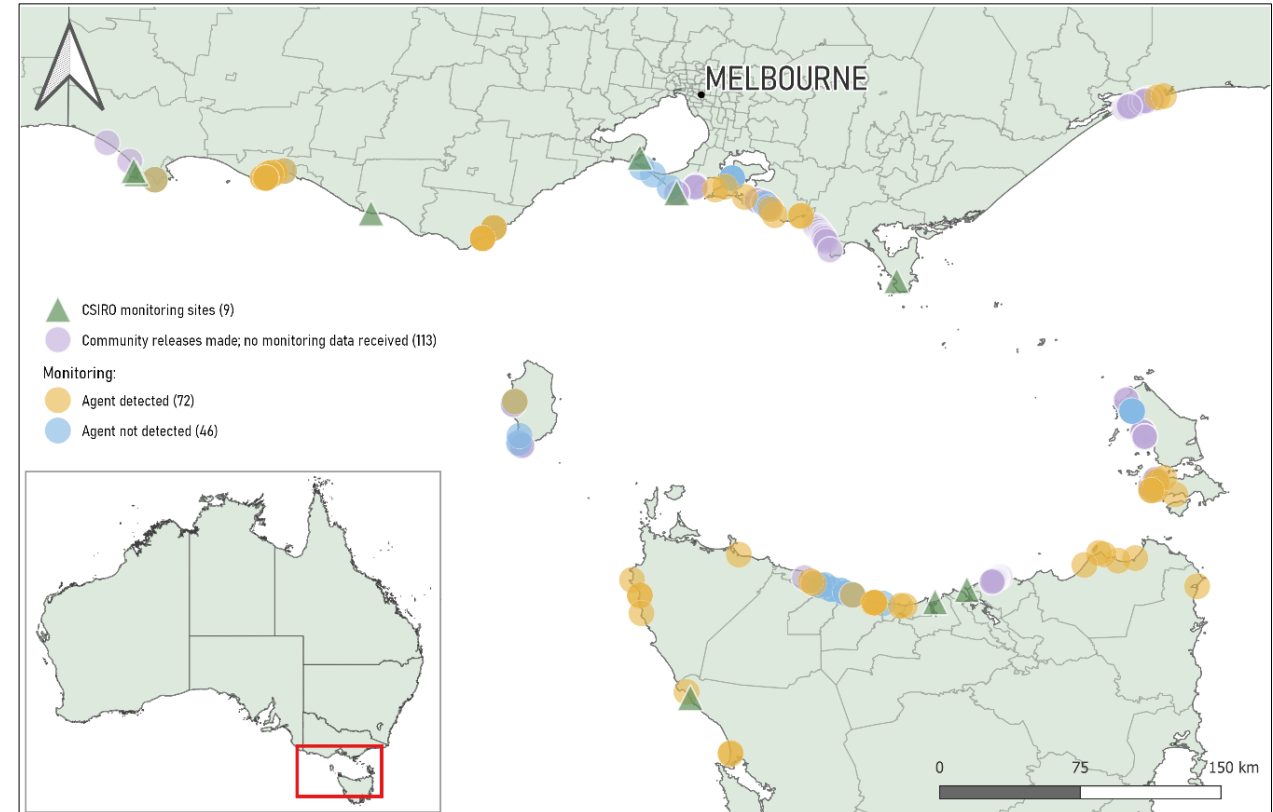 MELBOURNE
CSIRO monitoring sites (9)
Community releases made; no monitoring data received (113)
Monitoring:
Agent detected (72)
Agent not detected (46)
0 75 150 km